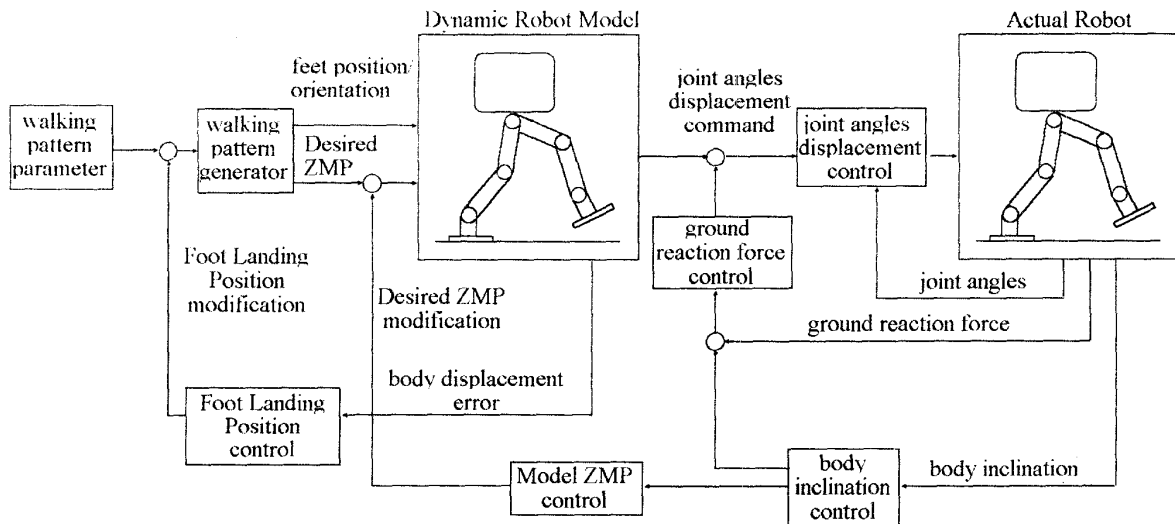 Dynamic Robot Model
Actual Robot
feet position/
orientation
joint angles
displacement
command
walking
pattern
parameter
walking
pattern
generator
Desired
ZMP
joint angles
displacement
control
ground
reaction force
control
Foot Landing
Position
modification
Desired ZMP
modification
joint angles
ground reaction force
body displacement
error
Foot Landing
Position
control
Model ZMP
control
body
inclination
control
body inclination